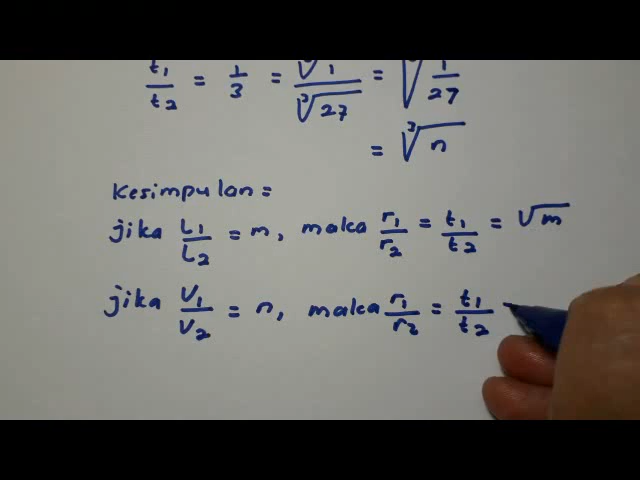 t₁/t₂ = 1/3 = ∛1/∛27 = ∛(1/27)
= ∛n
Kesimpulan =
jika L₁/L₂ = m, maka r₁/r₂ = t₁/t₂ = √m
jika V₁/V₂ = n, maka r₁/r₂ = t₁/t₂